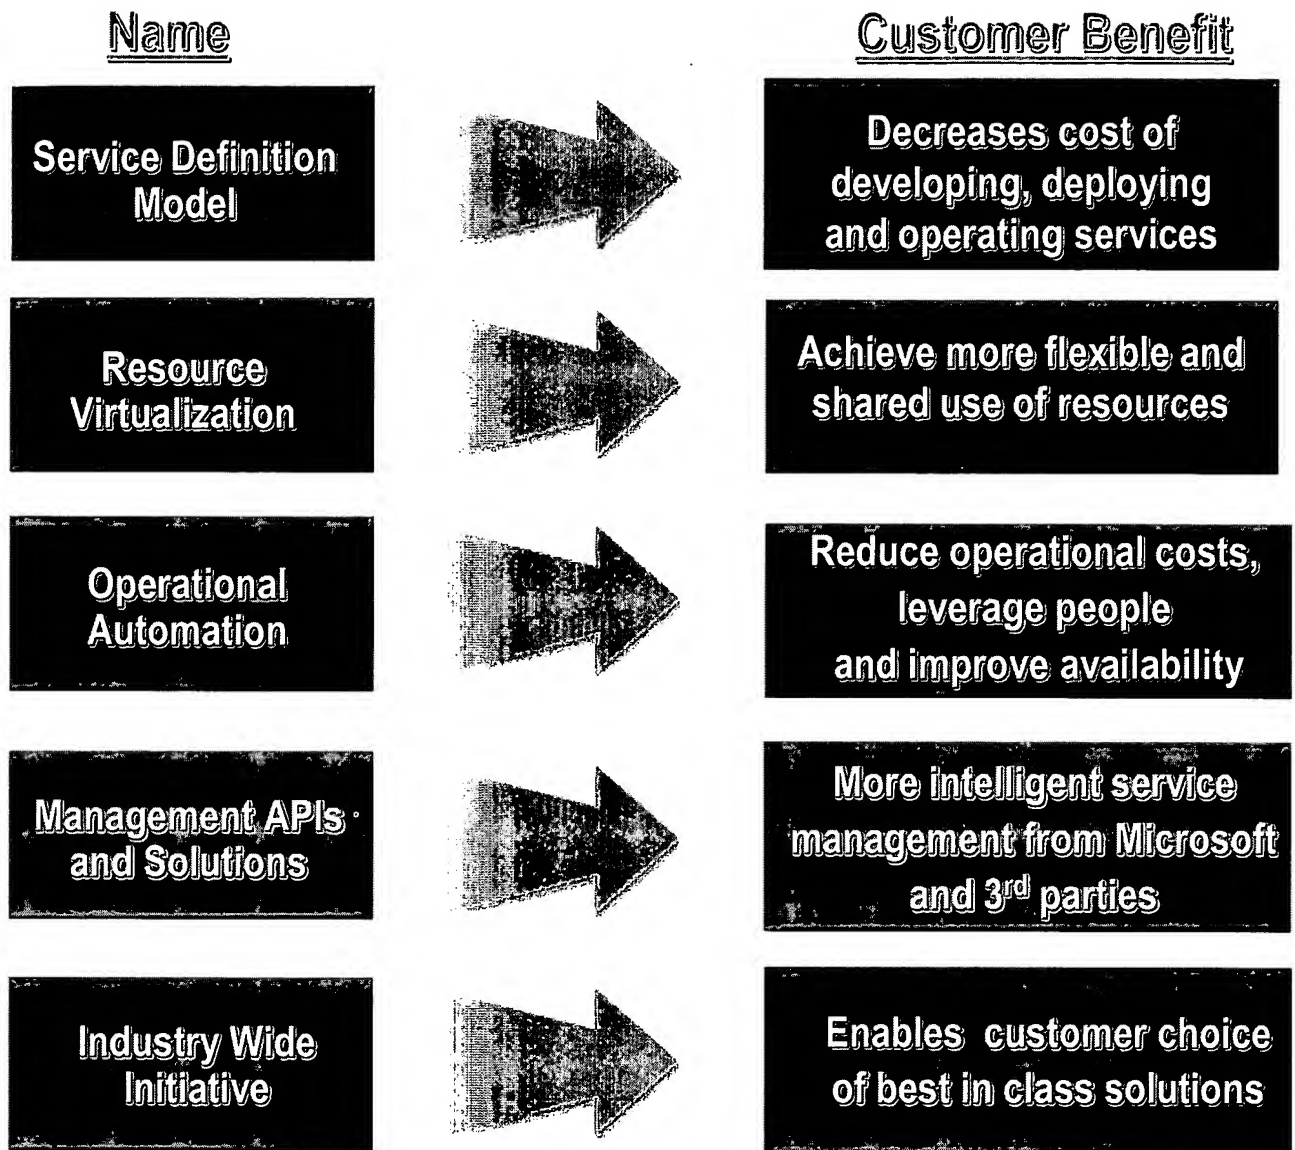 Name
Customer Benefit
Service Definition
Model
Decreases cost of
developing, deploying
and operating services
Resource
Virtualization
Achieve more flexible and
shared use of resources
Operational
Automation
Reduce operational costs,
leverage people
and improve availability
Management APIs
and Solutions
More intelligent service
management from Microsoft
and 3rd parties
Industry Wide
Initiative
Enables customer choice
of best in class solutions